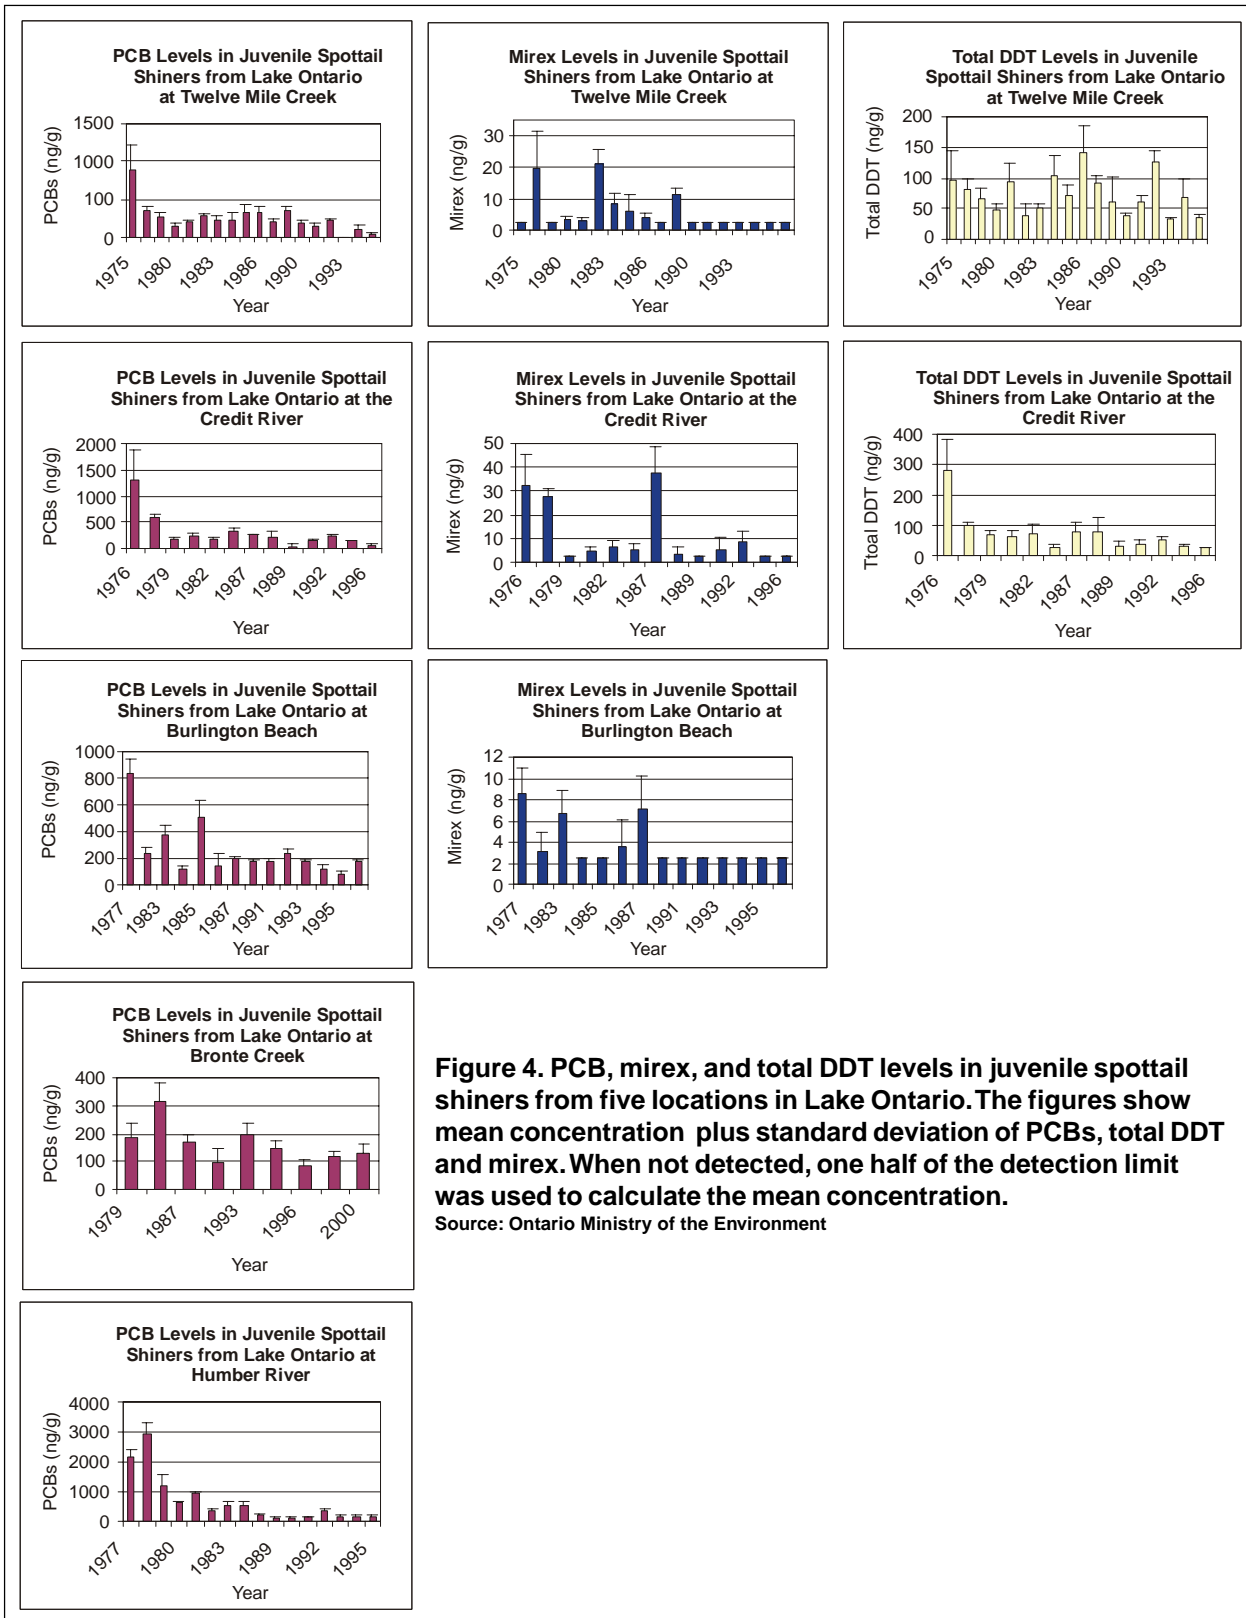 PCB Levels in Juvenile Spottail
Shiners from Lake Ontario
at Twelve Mile Creek
PCBs (ng/g)
1500
1000
100
0
1975
1980
1983
1986
1990
1993
Year
Mirex Levels in Juvenile Spottail
Shiners from Lake Ontario at
Twelve Mile Creek
Mirex (ng/g)
30
20
10
0
1975
1980
1983
1986
1990
1993
Year
Total DDT Levels in Juvenile
Spottail Shiners from Lake Ontario
at Twelve Mile Creek
Total DDT (ng/g)
200
150
100
50
0
1975
1980
1983
1986
1990
1993
Year
PCB Levels in Juvenile Spottail
Shiners from Lake Ontario at the
Credit River
PCBs (ng/g)
2000
1500
1000
500
0
1976
1979
1982
1987
1989
1992
1996
Year
Mirex Levels in Juvenile Spottail
Shiners from Lake Ontario at the
Credit River
Mirex (ng/g)
50
40
30
20
10
0
1976
1979
1982
1987
1989
1992
1996
Year
Total DDT Levels in Juvenile Spottail
Shiners from Lake Ontario at the
Credit River
Ttoal DDT (ng/g)
400
300
200
100
0
1976
1979
1982
1987
1989
1992
1996
Year
PCB Levels in Juvenile Spottail
Shiners from Lake Ontario at
Burlington Beach
PCBs (ng/g)
1000
800
600
400
200
0
1977
1983
1985
1987
1991
1993
1995
Year
Mirex Levels in Juvenile Spottail
Shiners from Lake Ontario at
Burlington Beach
Mirex (ng/g)
12
10
8
6
4
2
0
1977
1983
1985
1987
1991
1993
1995
Year
PCB Levels in Juvenile Spottail
Shiners from Lake Ontario at
Bronte Creek
PCBs (ng/g)
400
300
200
100
0
1979
1987
1993
1996
2000
Year
Figure 4. PCB, mirex, and total DDT levels in juvenile spottail
shiners from five locations in Lake Ontario. The figures show
mean concentration plus standard deviation of PCBs, total DDT
and mirex. When not detected, one half of the detection limit
was used to calculate the mean concentration.
Source: Ontario Ministry of the Environment
PCB Levels in Juvenile Spottail
Shiners from Lake Ontario at
Humber River
PCBs (ng/g)
4000
3000
2000
1000
0
1977
1980
1983
1989
1992
1995
Year